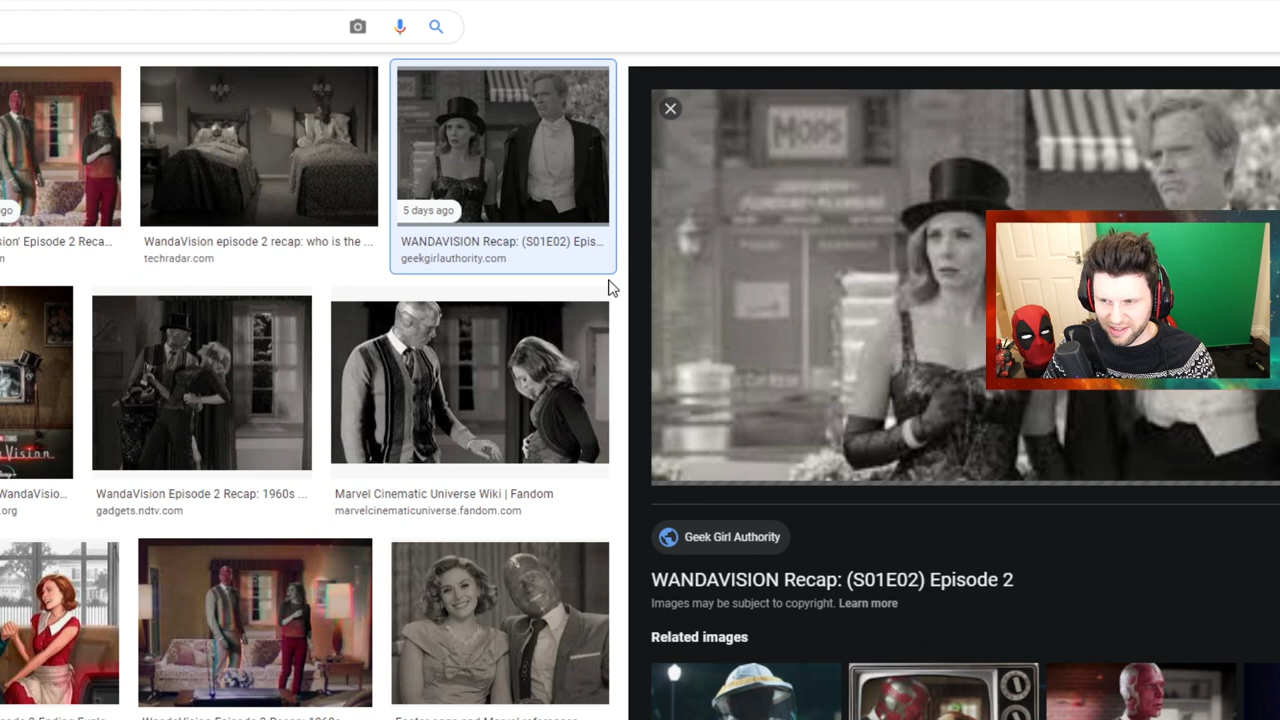 5 days ago
go
sion' Episode 2 Reca...
m
WandaVision episode 2 recap: who is the ...
techradar.com
WANDAVISION Recap: (S01E02) Epis...
geekgirlauthority.com
MOPS
WandaVisio...
.org
WandaVision Episode 2 Recap: 1960s ...
gadgets.ndtv.com
Marvel Cinematic Universe Wiki | Fandom
marvelcinematicuniverse.fandom.com
Geek Girl Authority
WANDAVISION Recap: (S01E02) Episode 2
Images may be subject to copyright. Learn more
Related images